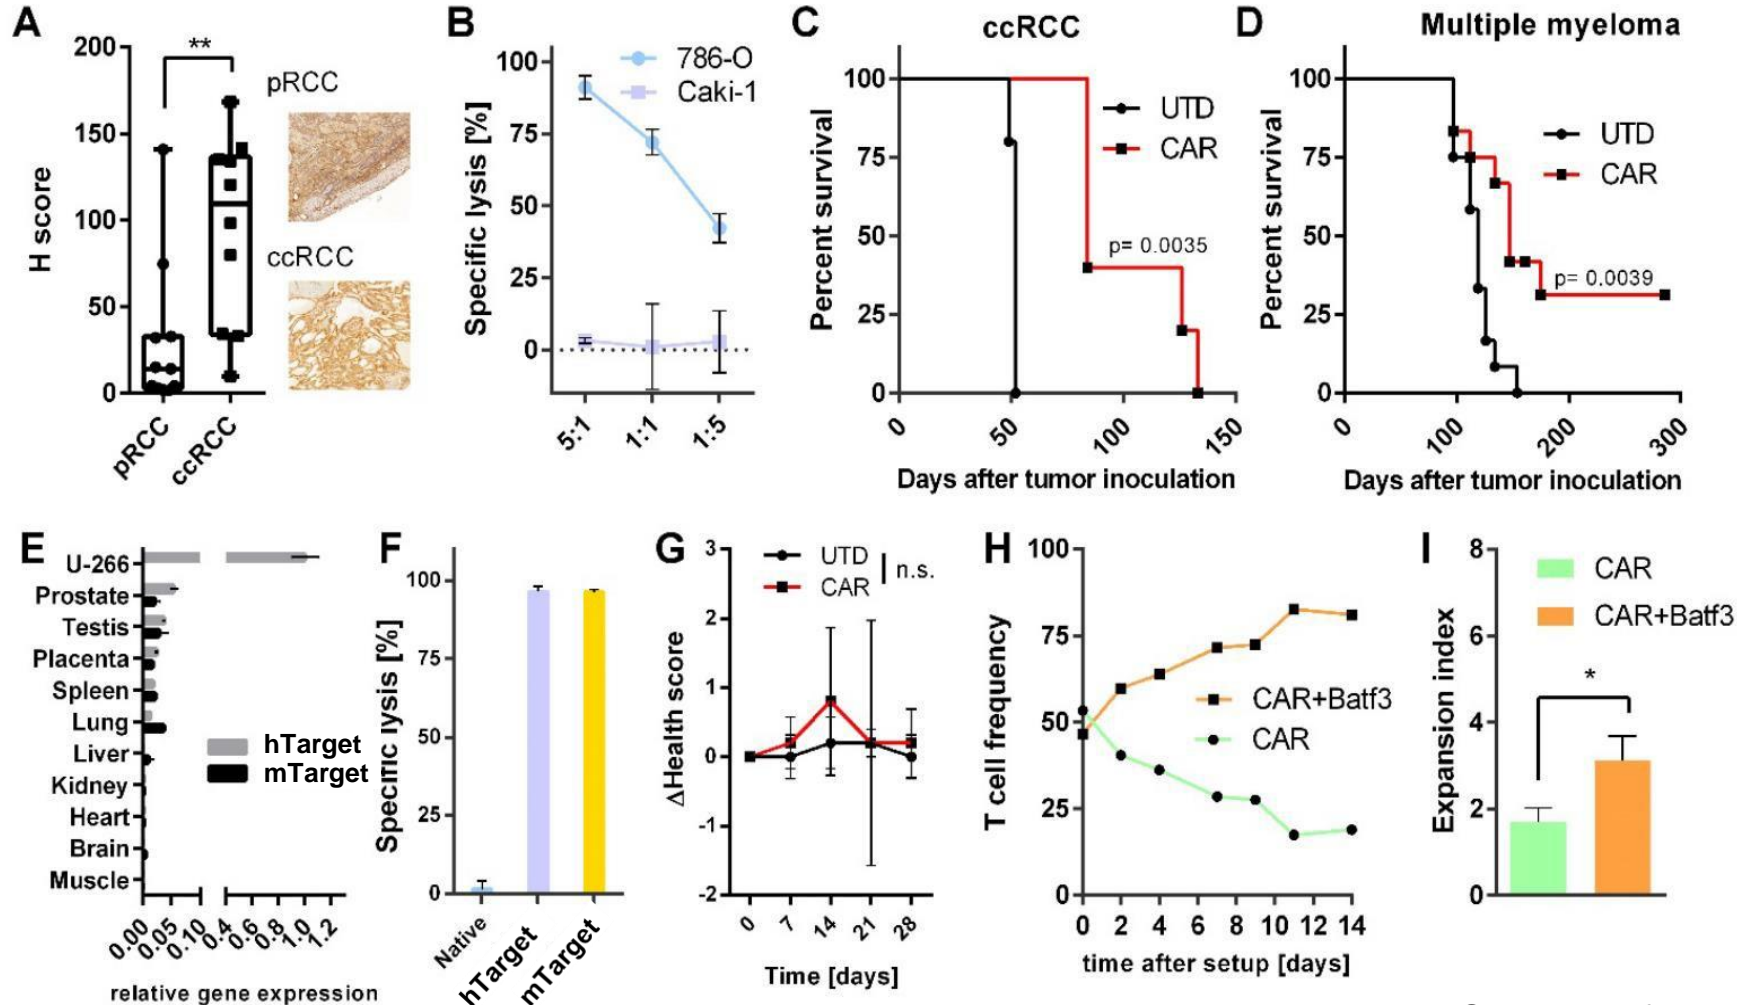 A
200
150
100
50
0
H score
**
pRCC
ccRCC
pRCC
ccRCC
B
100
75
50
25
0
Specific lysis [%]
786-O
Caki-1
5:1
1:1
1:5
C
ccRCC
100
75
50
25
0
Percent survival
UTD
CAR
p= 0.0035
0
50
100
150
Days after tumor inoculation
D
Multiple myeloma
100
75
50
25
0
Percent survival
UTD
CAR
p= 0.0039
0
100
200
300
Days after tumor inoculation
E
U-266
Prostate
Testis
Placenta
Spleen
Lung
Liver
Kidney
Heart
Brain
Muscle
hTarget
mTarget
0.00
0.05
0.10
0.4
0.6
0.8
1.0
1.2
relative gene expression
F
100
75
50
25
0
Specific lysis [%]
Native
hTarget
mTarget
G
3
2
1
0
-1
-2
ΔHealth score
UTD
CAR
n.s.
0
7
14
21
28
Time [days]
H
100
75
50
25
0
T cell frequency
CAR+Batf3
CAR
0 2 4 6 8 10 12 14
time after setup [days]
I
8
6
4
2
0
Expansion index
CAR
CAR+Batf3
*